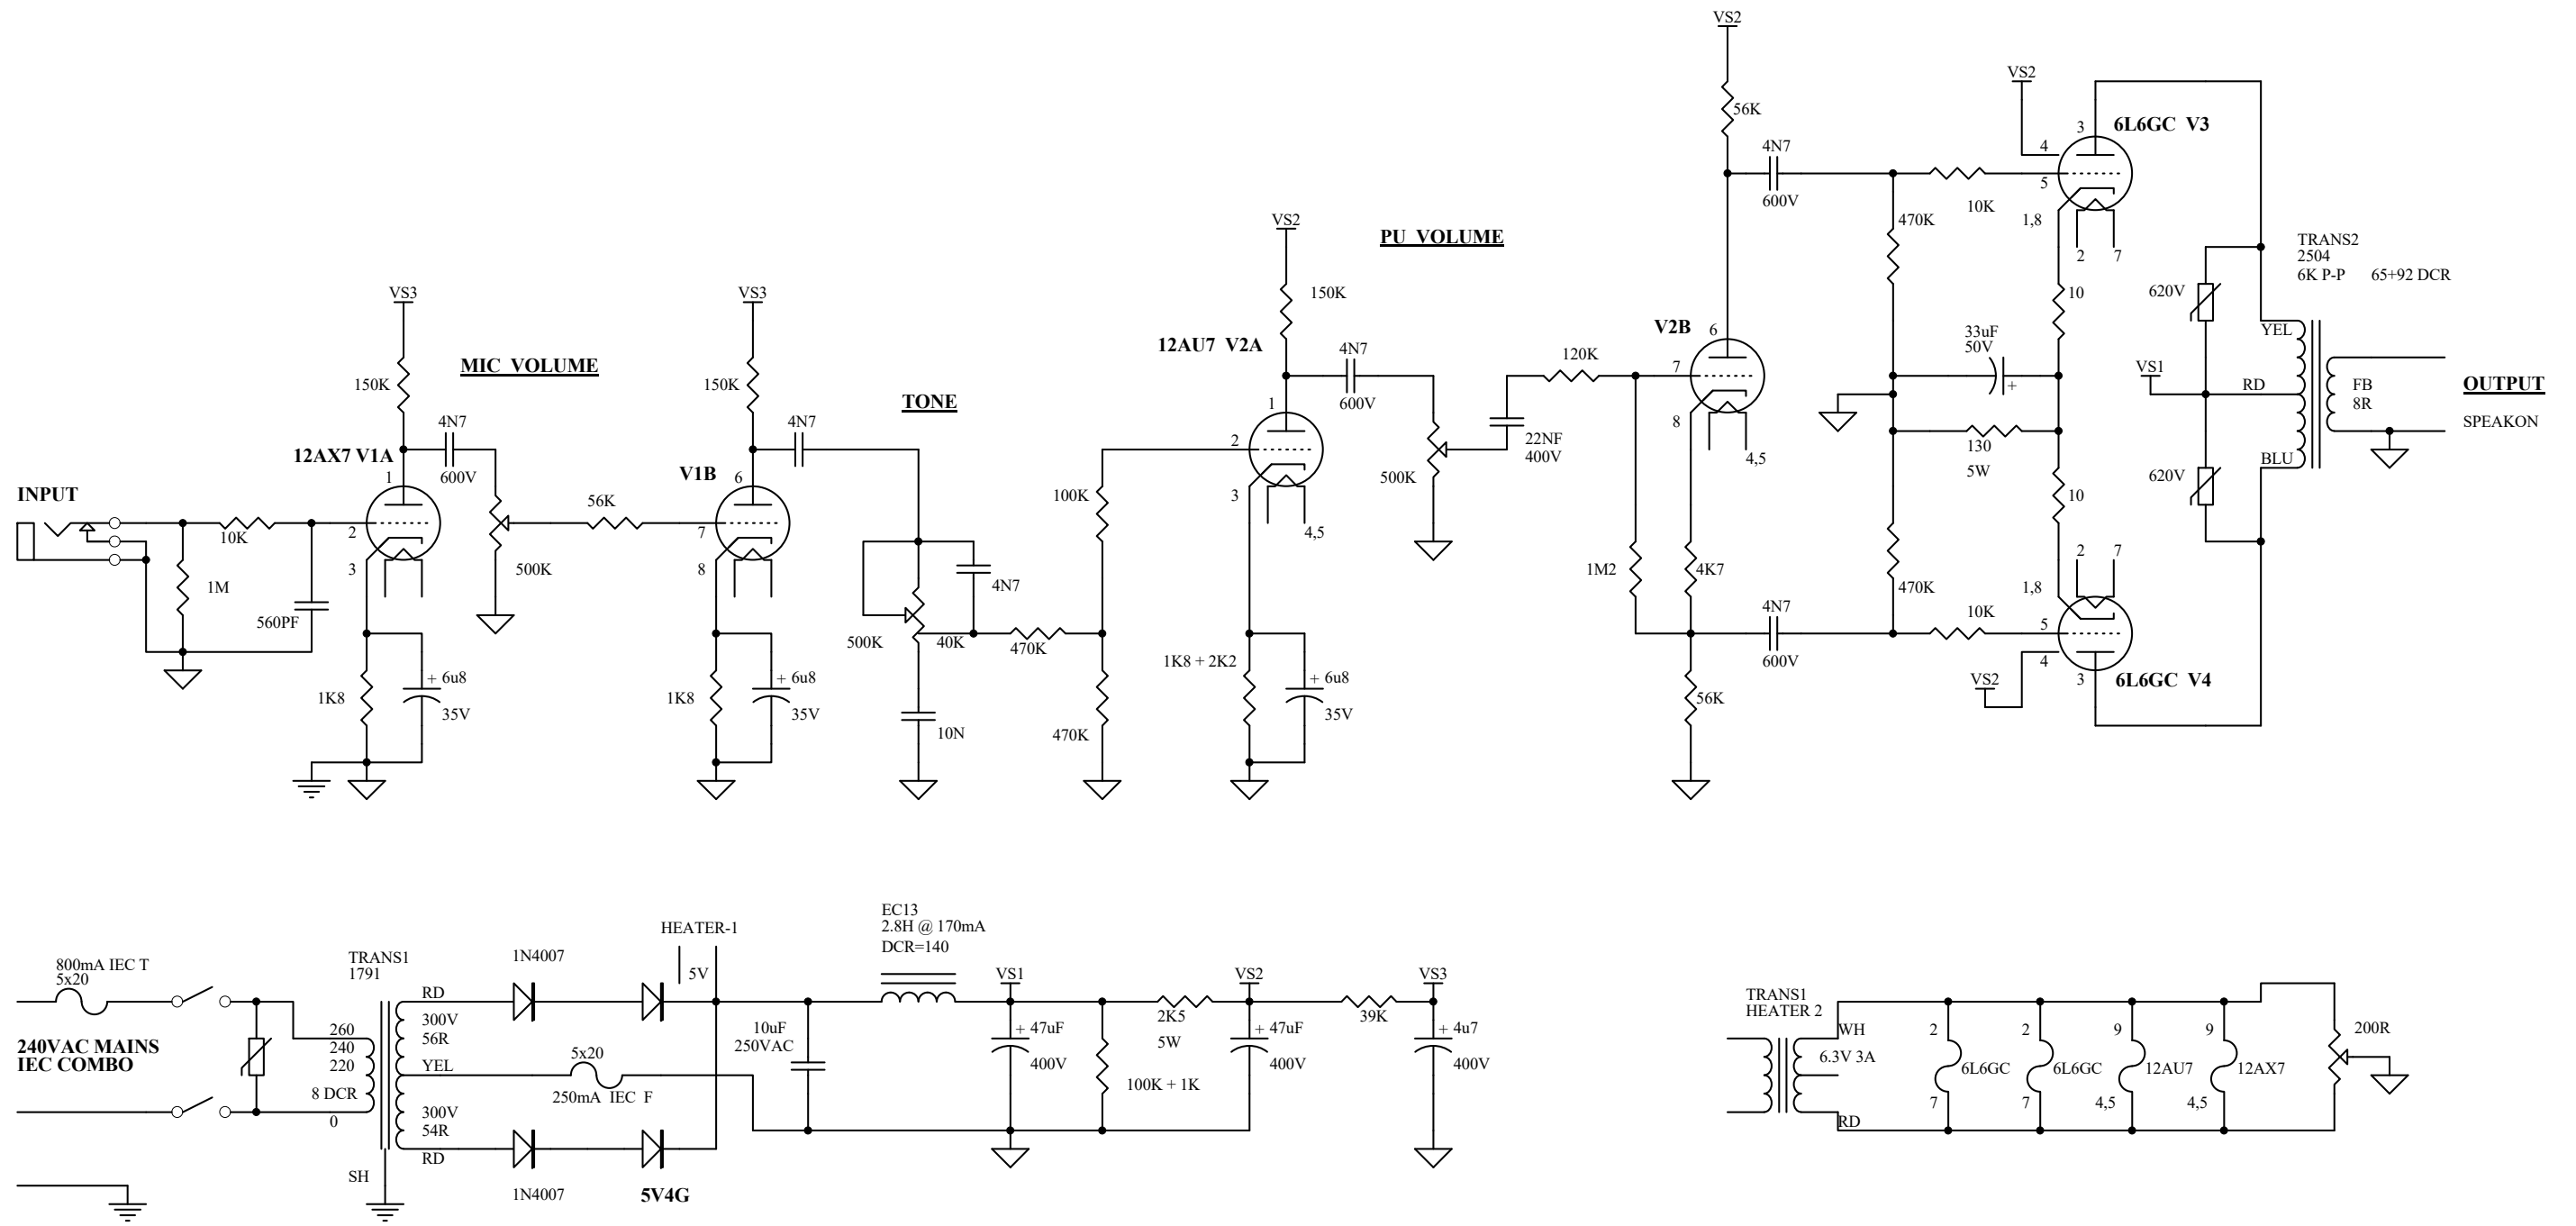 VS2
VS2
3
6L6GC V3
56K
4N7
4
5
600V
10K
1,8
470K
2 7
VS2
PU VOLUME
TRANS2
2504
6K P-P 65+92 DCR
VS3
VS3
150K
10
620V
12AU7 V2A
V2B
6
33uF
50V
+
YEL
MIC VOLUME
4N7
120K
7
VS1
RD
FB
8R
OUTPUT
SPEAKON
150K
150K
TONE
600V
1
8
130
5W
4N7
4N7
2
22NF
400V
4,5
BLU
12AX7 V1A
600V
V1B
500K
620V
1
6
INPUT
56K
100K
3
10
10K
2
7
4,5
3
500K
8
4N7
1M2
4K7
2 7
1M
470K
1,8
560PF
4N7
10K
500K
40K
470K
5
1K8 + 2K2
600V
4
+ 6u8
+ 6u8
+ 6u8
VS2
3
6L6GC V4
1K8
35V
1K8
35V
35V
56K
10N
470K
EC13
2.8H @ 170mA
DCR=140
HEATER-1
800mA IEC T
5x20
TRANS1
1791
1N4007
5V
VS1
VS2
VS3
RD
TRANS1
HEATER 2
300V
56R
10uF
250VAC
+ 47uF
400V
2K5
5W
+ 47uF
400V
39K
+ 4u7
400V
WH
2
2
9
9
200R
240VAC MAINS
IEC COMBO
260
240
220
YEL
5x20
6.3V 3A
6L6GC
6L6GC
12AU7
12AX7
8 DCR
250mA IEC F
100K + 1K
0
300V
54R
7
7
4,5
4,5
RD
RD
SH
1N4007
5V4G